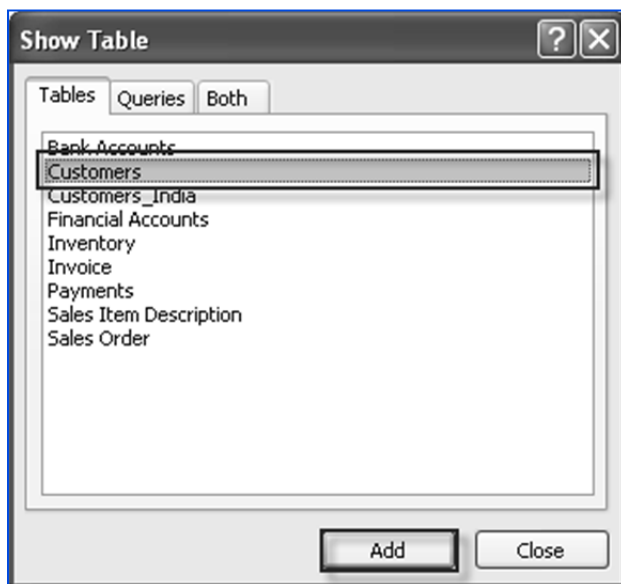 Show Table
Tables Queries Both
Bank Accounts
Customers
Customers_India
Financial Accounts
Inventory
Invoice
Payments
Sales Item Description
Sales Order
Add Close